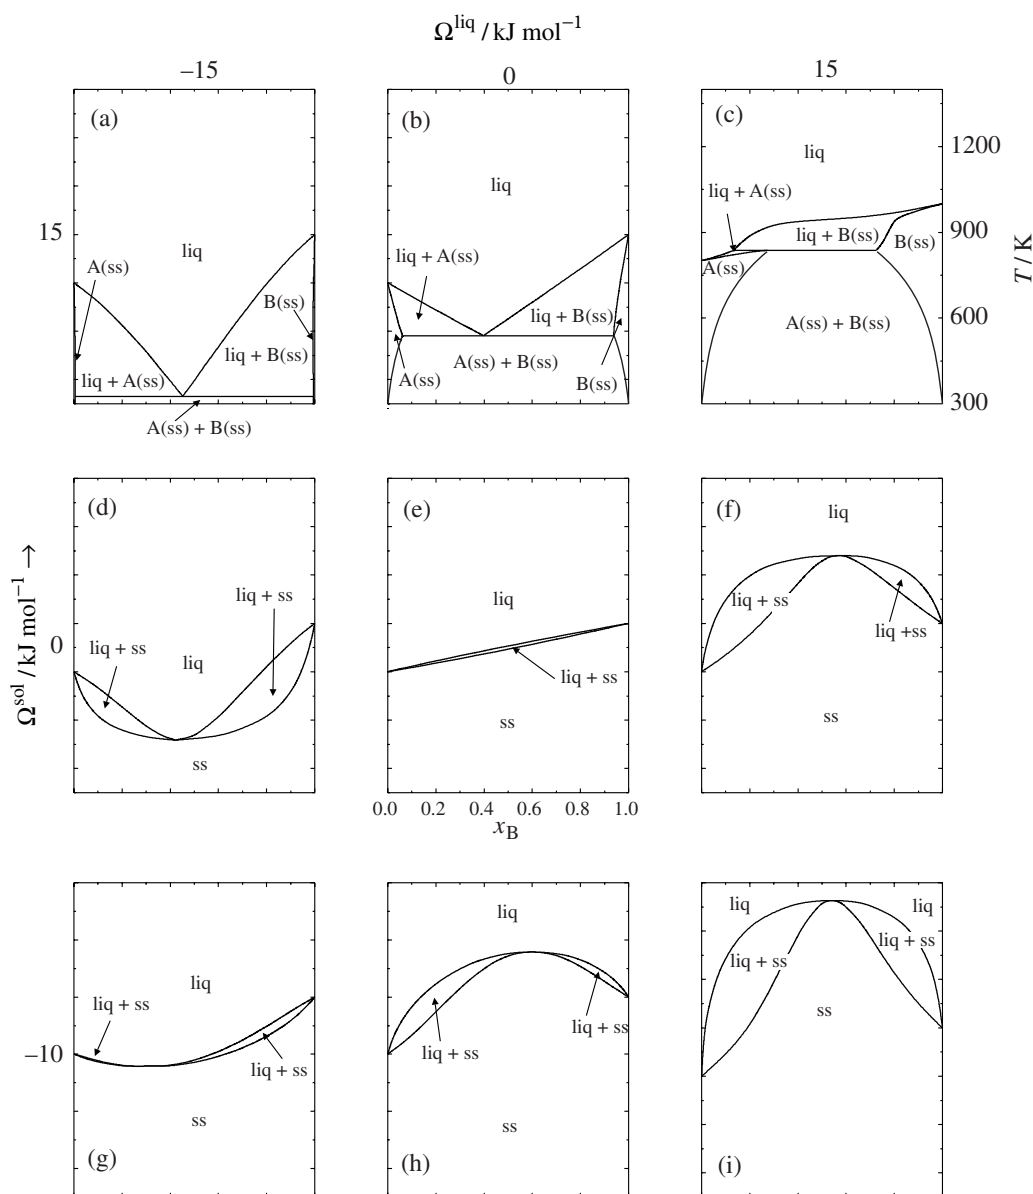 Ω^liq / kJ mol⁻¹
–15
0
15
(a)
liq
A(ss)
B(ss)
liq + B(ss)
liq + A(ss)
A(ss) + B(ss)
(b)
liq
liq + A(ss)
liq + B(ss)
A(ss) + B(ss)
A(ss)
B(ss)
(c)
liq
liq + A(ss)
liq + B(ss)
B(ss)
A(ss)
A(ss) + B(ss)
1200
900
600
300
T / K
15
Ω^sol / kJ mol⁻¹ →
0
(d)
liq + ss
liq + ss
liq
ss
(e)
liq
liq + ss
ss
0.0 0.2 0.4 0.6 0.8 1.0
x_B
(f)
liq
liq + ss
liq +ss
ss
–10
liq
liq + ss
liq + ss
ss
(g)
liq
liq + ss
liq + ss
ss
(h)
liq
liq
liq + ss
liq + ss
ss
(i)